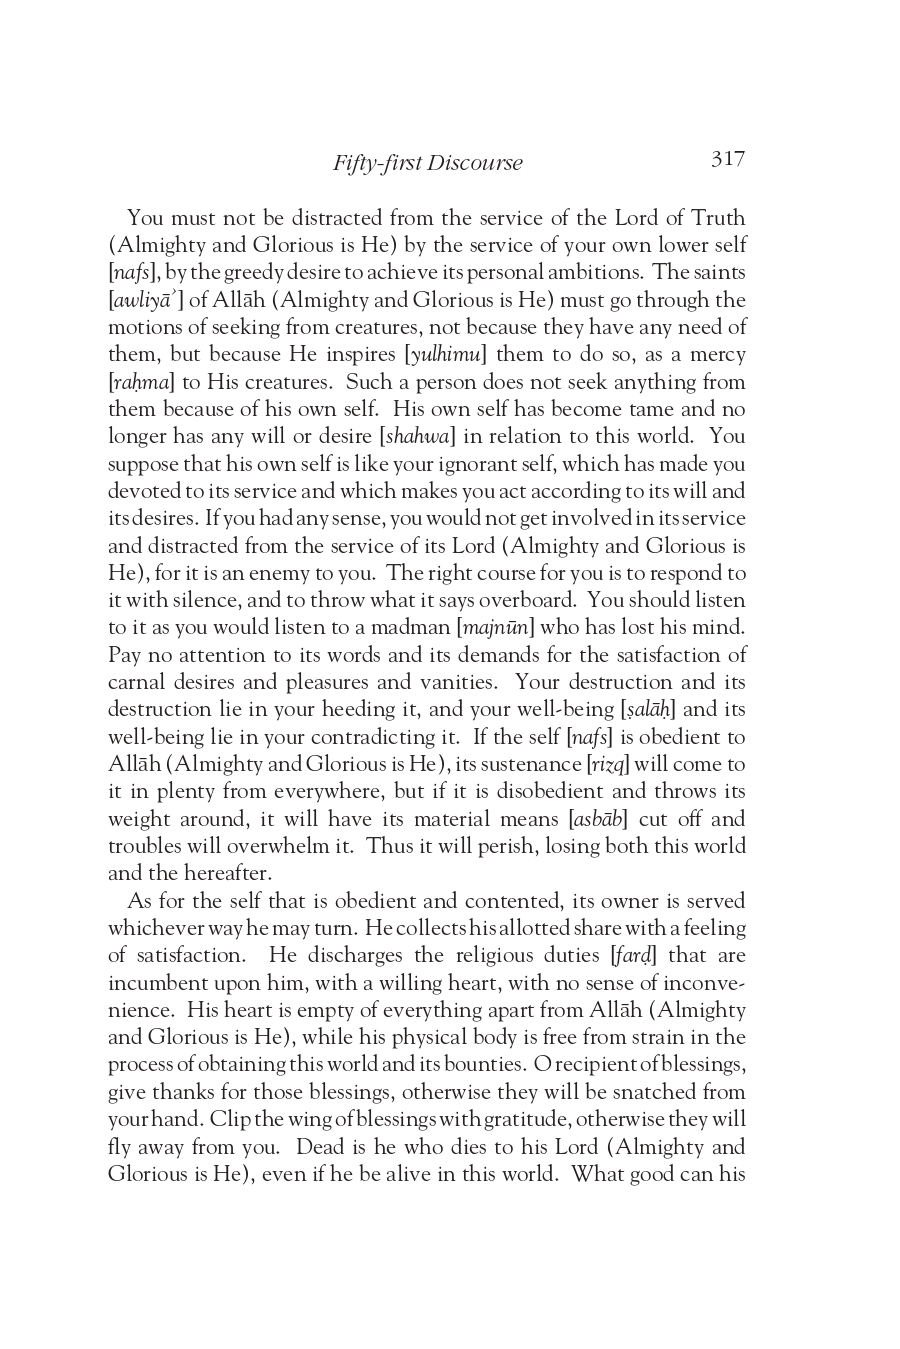 Fifty-first Discourse 317
You must not be distracted from the service of the Lord of Truth
(Almighty and Glorious is He) by the service of your own lower self
[nafs], by the greedy desire to achieve its personal ambitions. The saints
[awliyāʾ] of Allāh (Almighty and Glorious is He) must go through the
motions of seeking from creatures, not because they have any need of
them, but because He inspires [yulhimu] them to do so, as a mercy
[raḥma] to His creatures. Such a person does not seek anything from
them because of his own self. His own self has become tame and no
longer has any will or desire [shahwa] in relation to this world. You
suppose that his own self is like your ignorant self, which has made you
devoted to its service and which makes you act according to its will and
its desires. If you had any sense, you would not get involved in its service
and distracted from the service of its Lord (Almighty and Glorious is
He), for it is an enemy to you. The right course for you is to respond to
it with silence, and to throw what it says overboard. You should listen
to it as you would listen to a madman [majnūn] who has lost his mind.
Pay no attention to its words and its demands for the satisfaction of
carnal desires and pleasures and vanities. Your destruction and its
destruction lie in your heeding it, and your well-being [ṣalāḥ] and its
well-being lie in your contradicting it. If the self [nafs] is obedient to
Allāh (Almighty and Glorious is He), its sustenance [rizq] will come to
it in plenty from everywhere, but if it is disobedient and throws its
weight around, it will have its material means [asbāb] cut off and
troubles will overwhelm it. Thus it will perish, losing both this world
and the hereafter.
As for the self that is obedient and contented, its owner is served
whichever way he may turn. He collects his allotted share with a feeling
of satisfaction. He discharges the religious duties [farḍ] that are
incumbent upon him, with a willing heart, with no sense of inconve-
nience. His heart is empty of everything apart from Allāh (Almighty
and Glorious is He), while his physical body is free from strain in the
process of obtaining this world and its bounties. O recipient of blessings,
give thanks for those blessings, otherwise they will be snatched from
your hand. Clip the wing of blessings with gratitude, otherwise they will
fly away from you. Dead is he who dies to his Lord (Almighty and
Glorious is He), even if he be alive in this world. What good can his